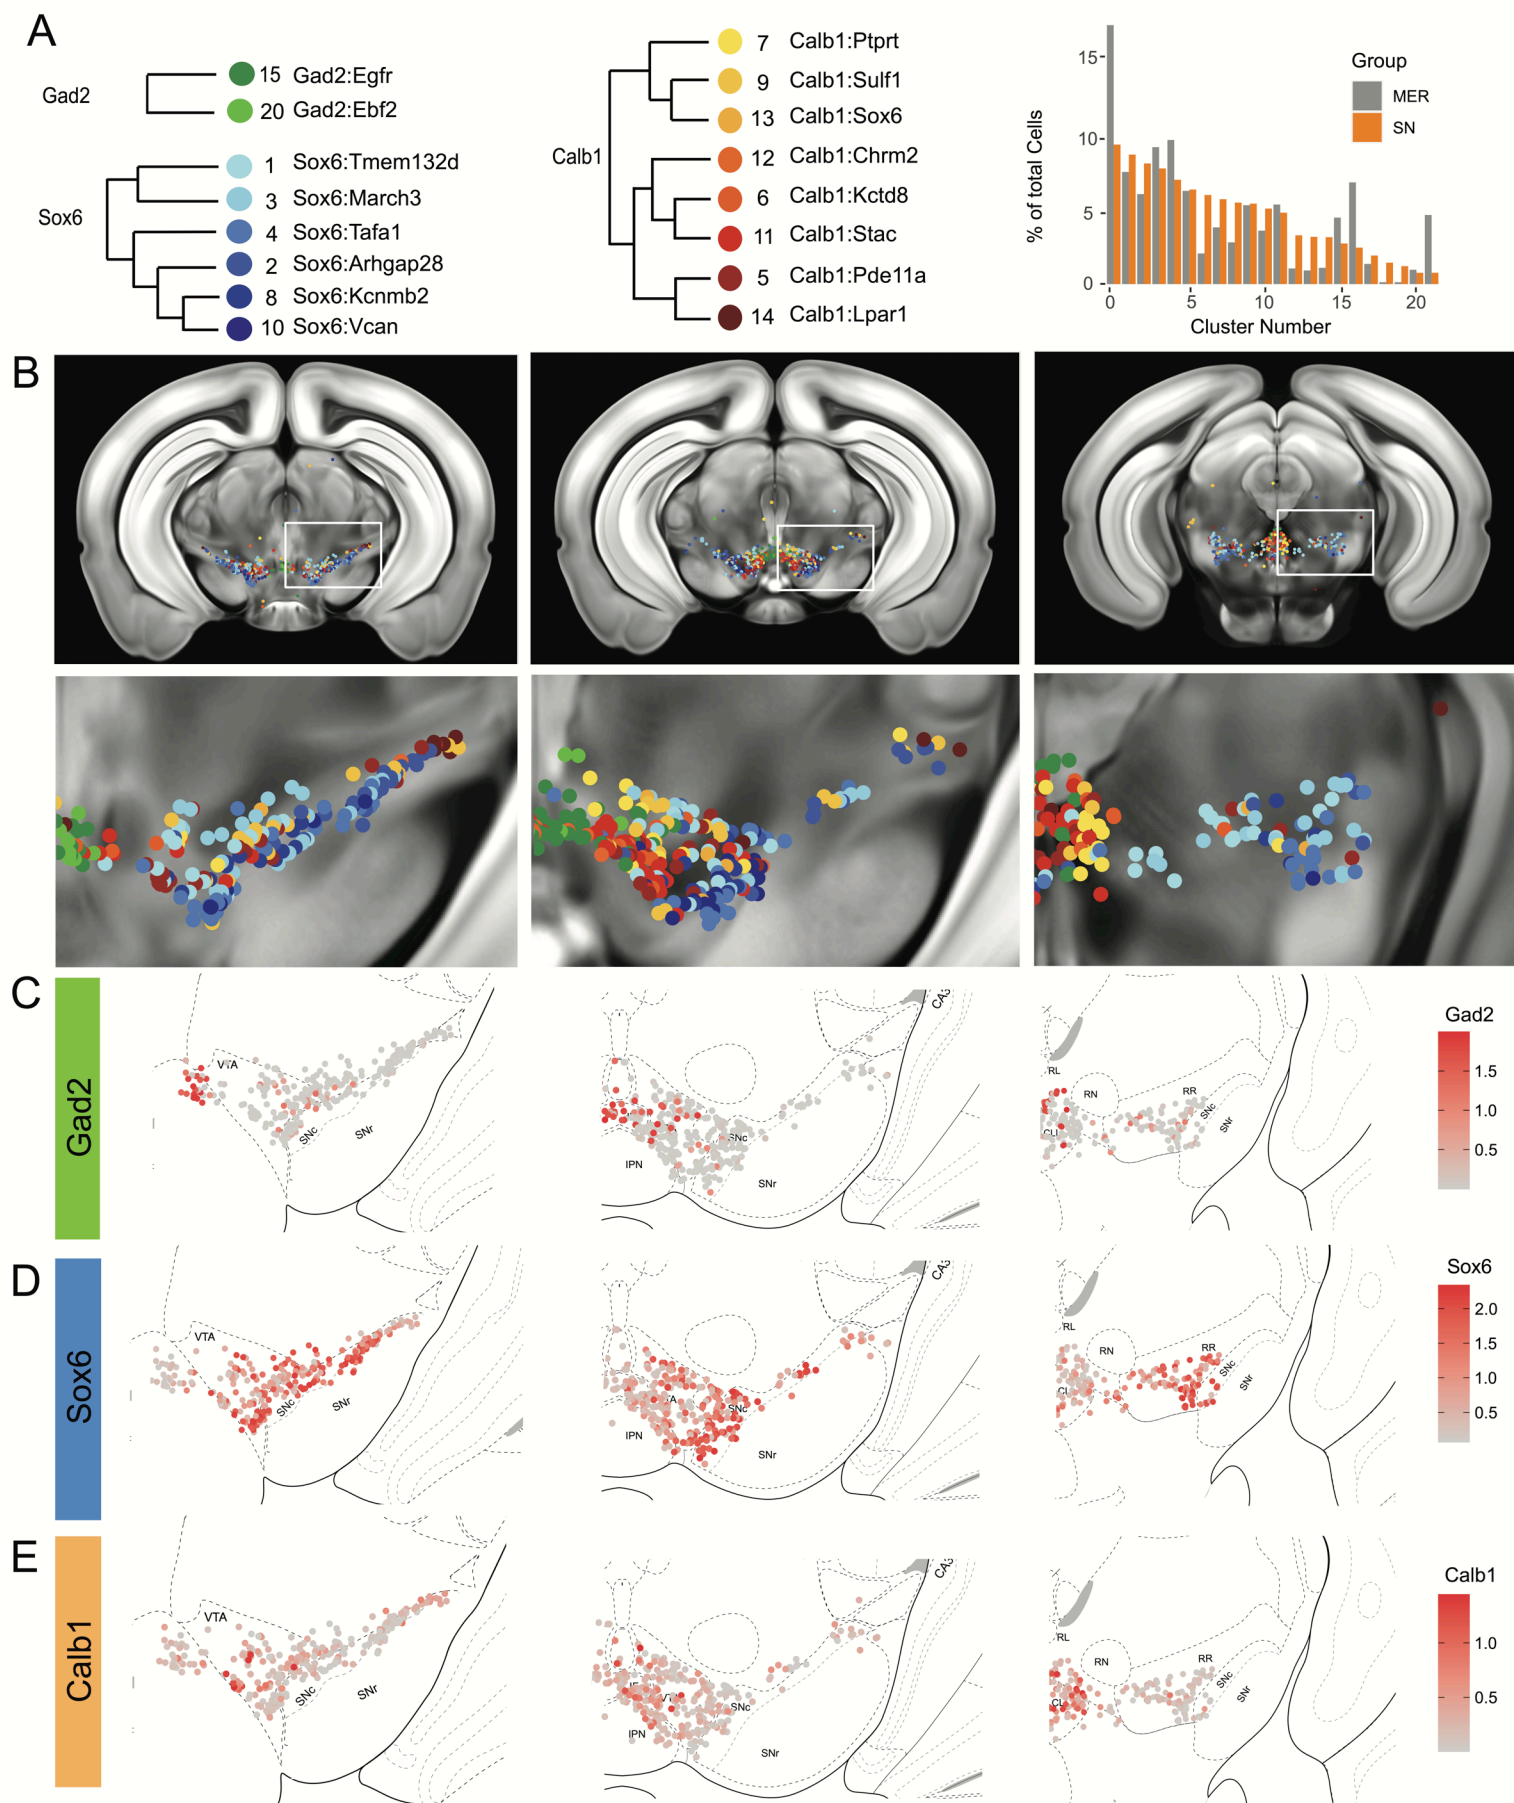 A
Gad2
15 Gad2:Egfr
20 Gad2:Ebf2
Sox6
1 Sox6:Tmem132d
3 Sox6:March3
4 Sox6:Tafa1
2 Sox6:Arhgap28
8 Sox6:Kcnmb2
10 Sox6:Vcan
Calb1
7 Calb1:Ptprt
9 Calb1:Sulf1
13 Calb1:Sox6
12 Calb1:Chrm2
6 Calb1:Kctd8
11 Calb1:Stac
5 Calb1:Pde11a
14 Calb1:Lpar1
% of total Cells
15
10
5
0
0 5 10 15 20
Cluster Number
Group
MER
SN
B
C
Gad2
VTA
SNc
SNr
CA3
SNc
IPN
SNr
RL
RN
RR
SNc
SNr
CLI
Gad2
1.5
1.0
0.5
D
Sox6
VTA
SNc
SNr
CA3
SNc
IPN
SNr
RL
RN
RR
SNc
SNr
Sox6
2.0
1.5
1.0
0.5
E
Calb1
VTA
SNc
SNr
CA3
SNc
IPN
SNr
RL
RN
RR
SNc
SNr
Calb1
1.0
0.5